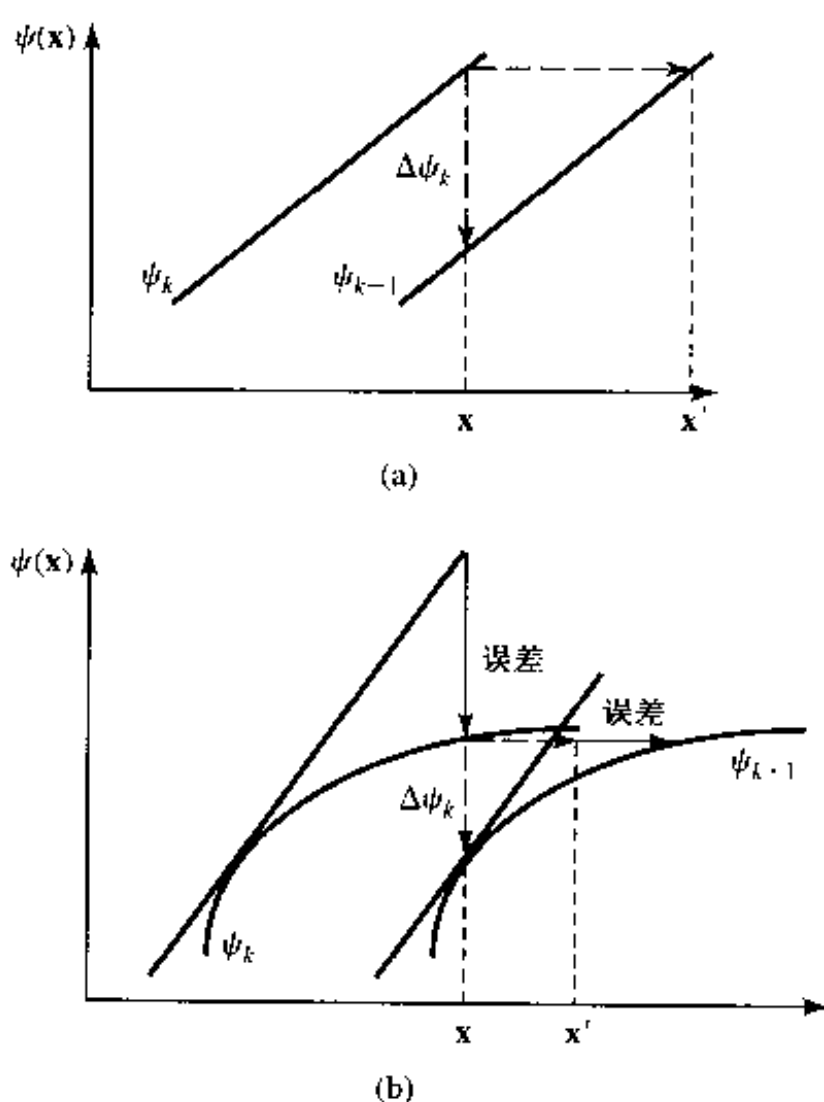 ψ(x)
Δψ_k
ψ_k
ψ_{k-1}
x
x'
(a)
ψ(x)
误差
误差
ψ_{k·1}
Δψ_k
ψ_k
x
x'
(b)